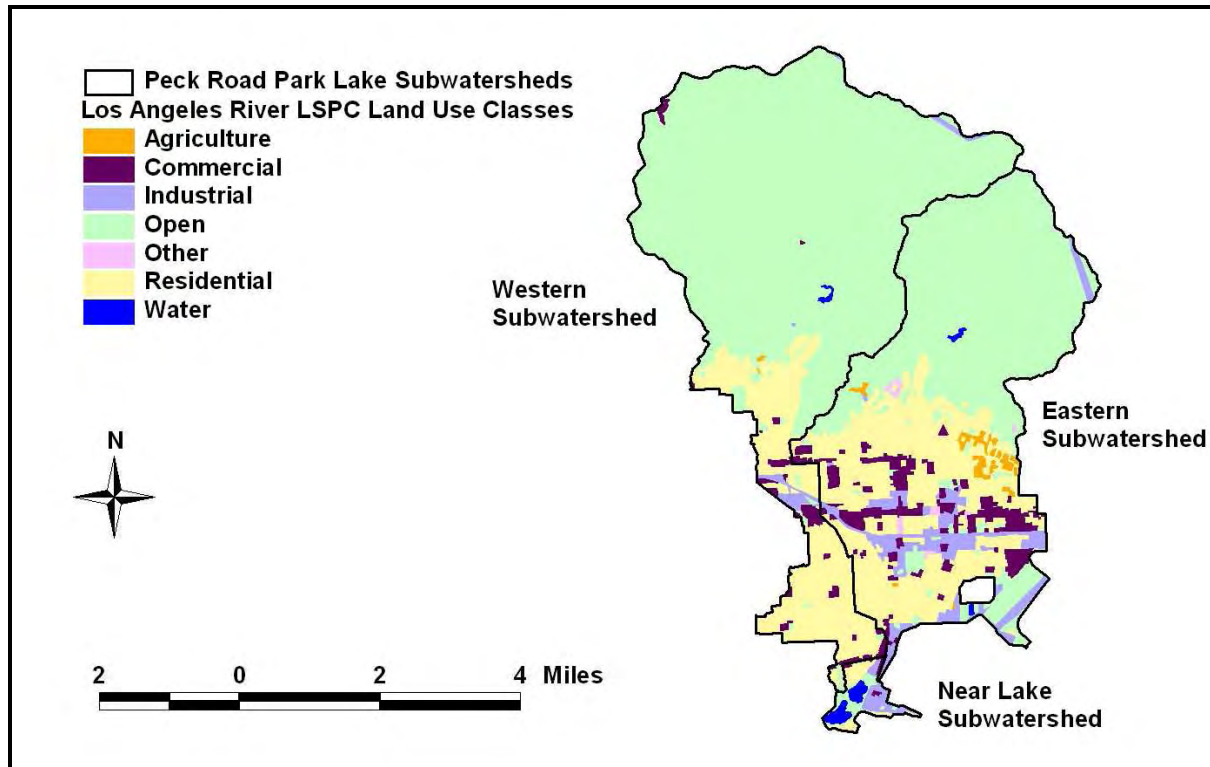 Peck Road Park Lake Subwatersheds
Los Angeles River LSPC Land Use Classes
Agriculture
Commercial
Industrial
Open
Other
Residential
Water
Western
Subwatershed
Eastern
Subwatershed
N
2 0 2 4 Miles
Near Lake
Subwatershed